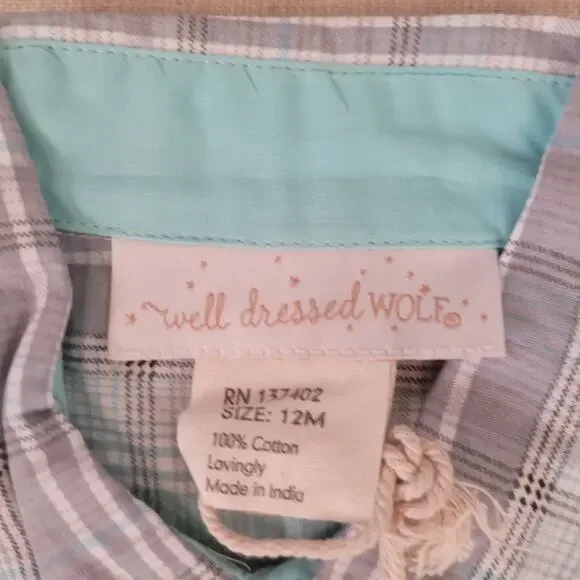 well dressed WOLF®
RN 137402
SIZE: 12M
100% Cotton
Lovingly
Made in India